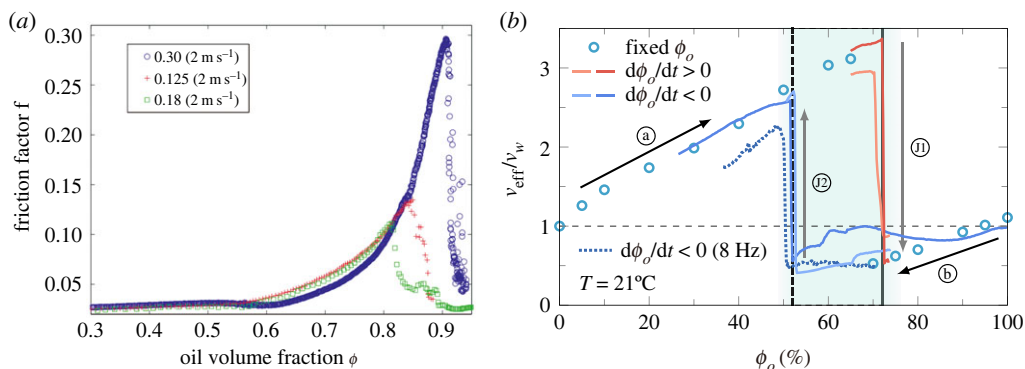 (a)
friction factor f
0.30
0.25
0.20
0.15
0.10
0.05
0.30 (2 m s⁻¹)
0.125 (2 m s⁻¹)
0.18 (2 m s⁻¹)
0.3 0.4 0.5 0.6 0.7 0.8 0.9
oil volume fraction ϕ
(b)
v_eff/v_w
3
2
1
0
fixed ϕ_o
dϕ_o/dt > 0
dϕ_o/dt < 0
ⓐ
J2
J1
dϕ_o/dt < 0 (8 Hz)
T = 21°C
ⓑ
0 20 40 60 80 100
ϕ_o (%)